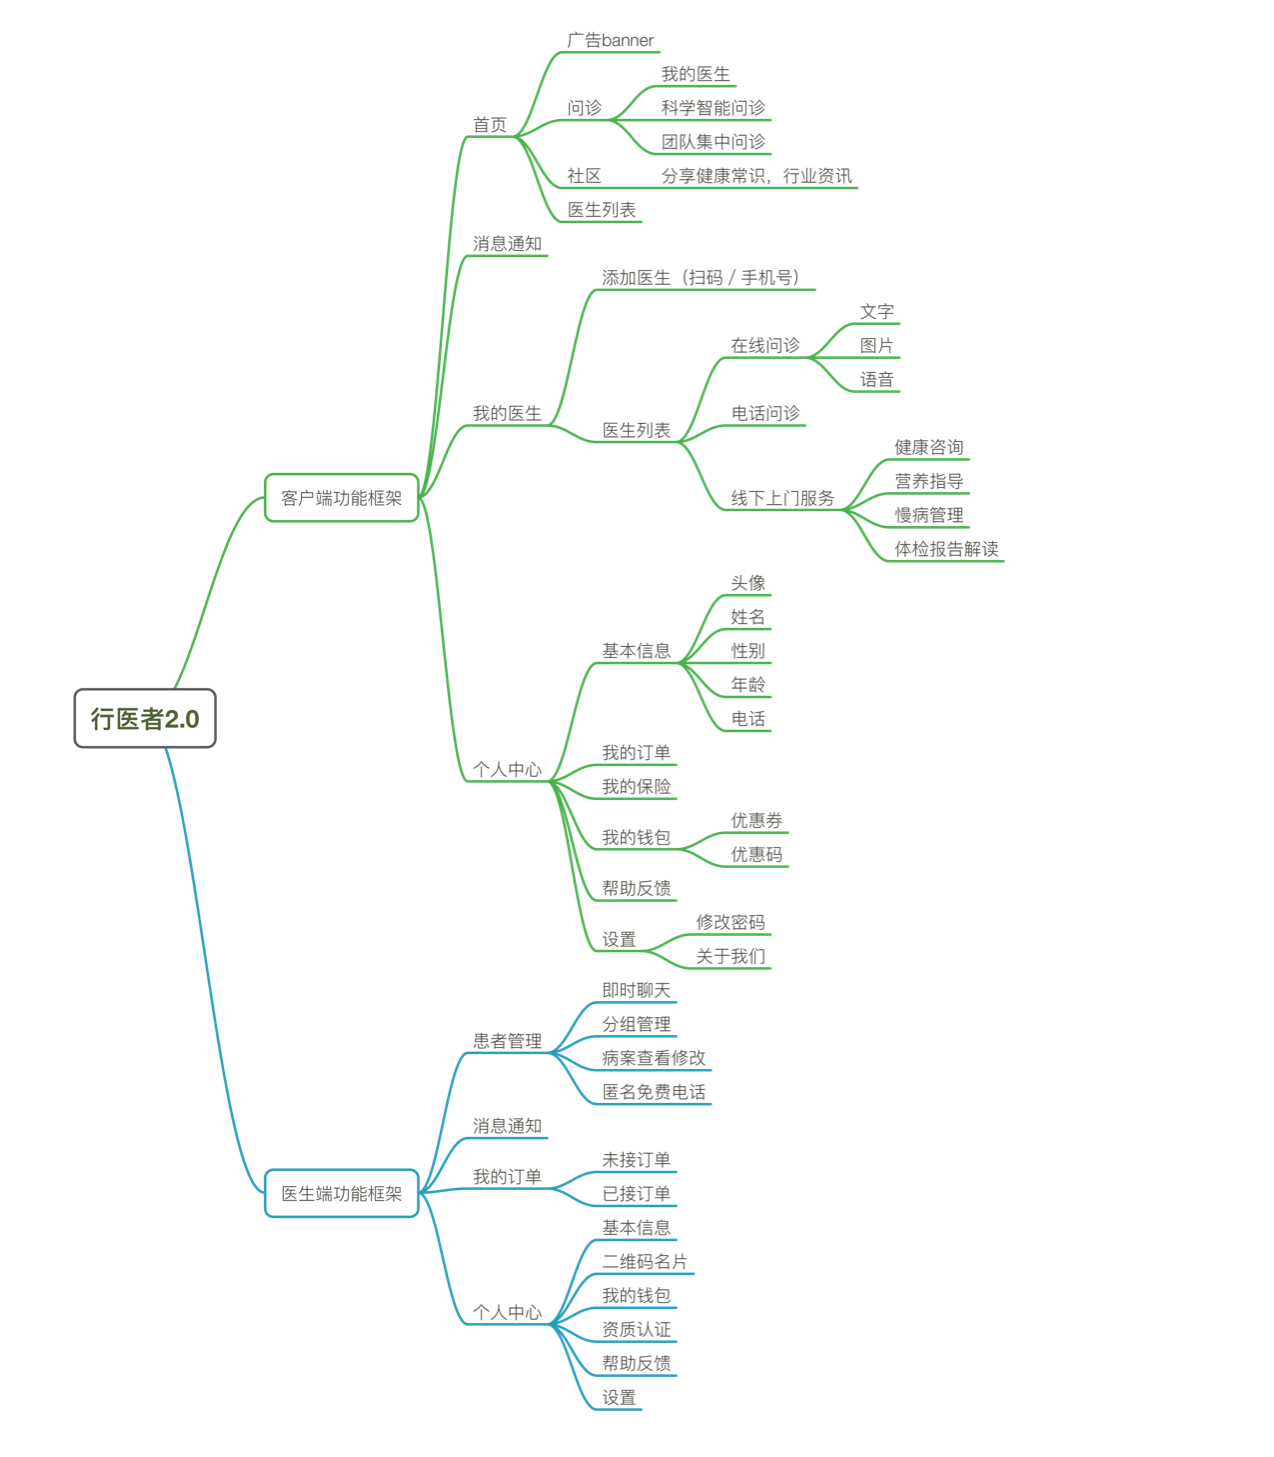 广告banner
我的医生
问诊
科学智能问诊
首页
团队集中问诊
社区
分享健康常识，行业资讯
医生列表
消息通知
添加医生（扫码 / 手机号）
文字
在线问诊
图片
语音
我的医生
电话问诊
医生列表
健康咨询
营养指导
客户端功能框架
线下上门服务
慢病管理
体检报告解读
头像
姓名
基本信息
性别
年龄
电话
行医者2.0
我的订单
个人中心
我的保险
优惠券
我的钱包
优惠码
帮助反馈
修改密码
设置
关于我们
即时聊天
分组管理
患者管理
病案查看修改
匿名免费电话
消息通知
未接订单
我的订单
医生端功能框架
已接订单
基本信息
二维码名片
我的钱包
个人中心
资质认证
帮助反馈
设置